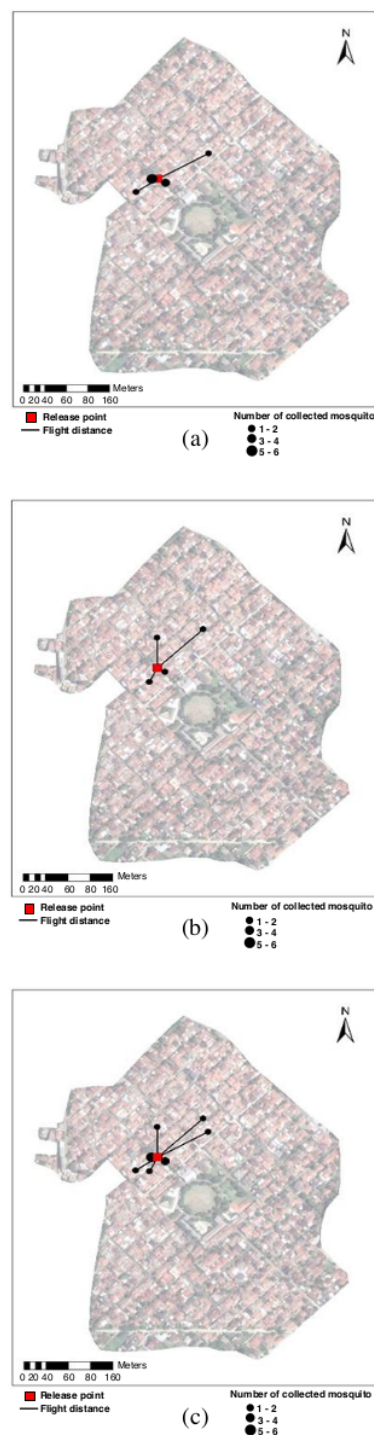 N
Meters
0 20 40 60 80 160
Release point
Flight distance
Number of collected mosquito
1 - 2
3 - 4
5 - 6
(a)
N
Meters
0 20 40 60 80 160
Release point
Flight distance
Number of collected mosquito
1 - 2
3 - 4
5 - 6
(b)
N
Meters
0 20 40 60 80 160
Release point
Flight distance
Number of collected mosquito
1 - 2
3 - 4
5 - 6
(c)